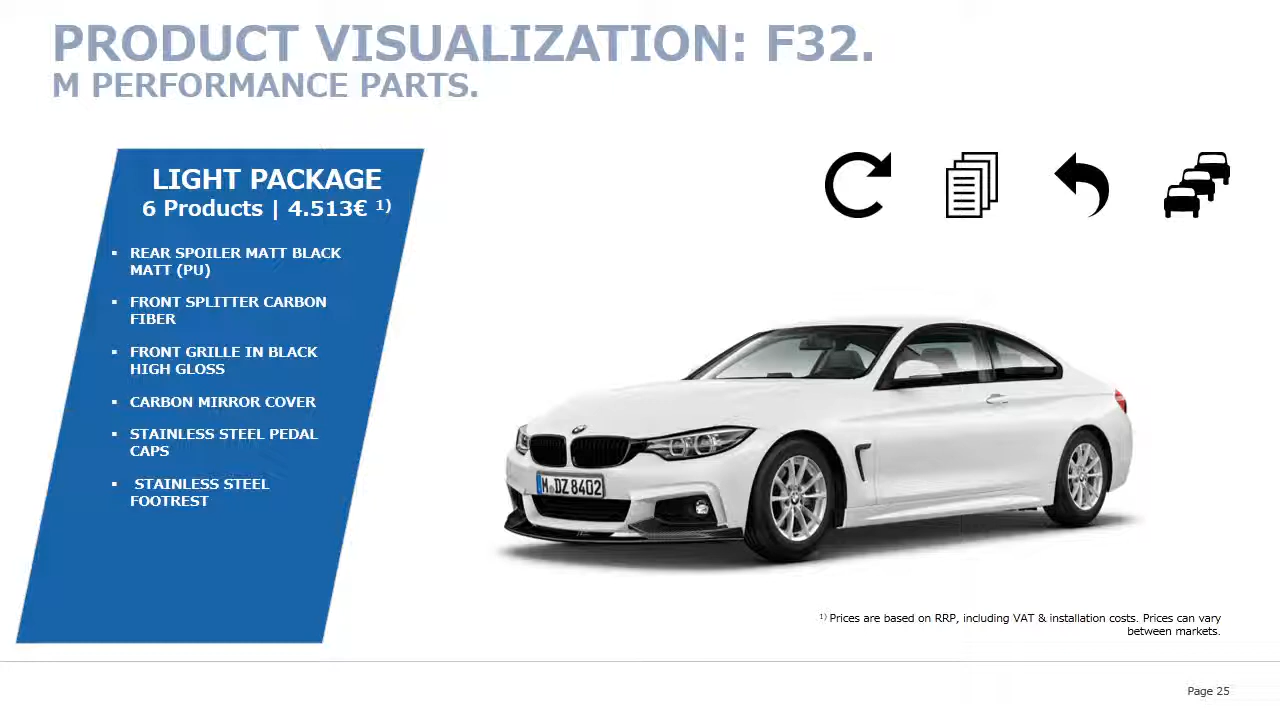 PRODUCT VISUALIZATION: F32.
M PERFORMANCE PARTS.
LIGHT PACKAGE
6 Products | 4.513€ 1)
▪ REAR SPOILER MATT BLACK
MATT (PU)
▪ FRONT SPLITTER CARBON
FIBER
▪ FRONT GRILLE IN BLACK
HIGH GLOSS
▪ CARBON MIRROR COVER
▪ STAINLESS STEEL PEDAL
CAPS
▪ STAINLESS STEEL
FOOTREST
M DZ 8402
1) Prices are based on RRP, including VAT & installation costs. Prices can vary
between markets.
Page 25